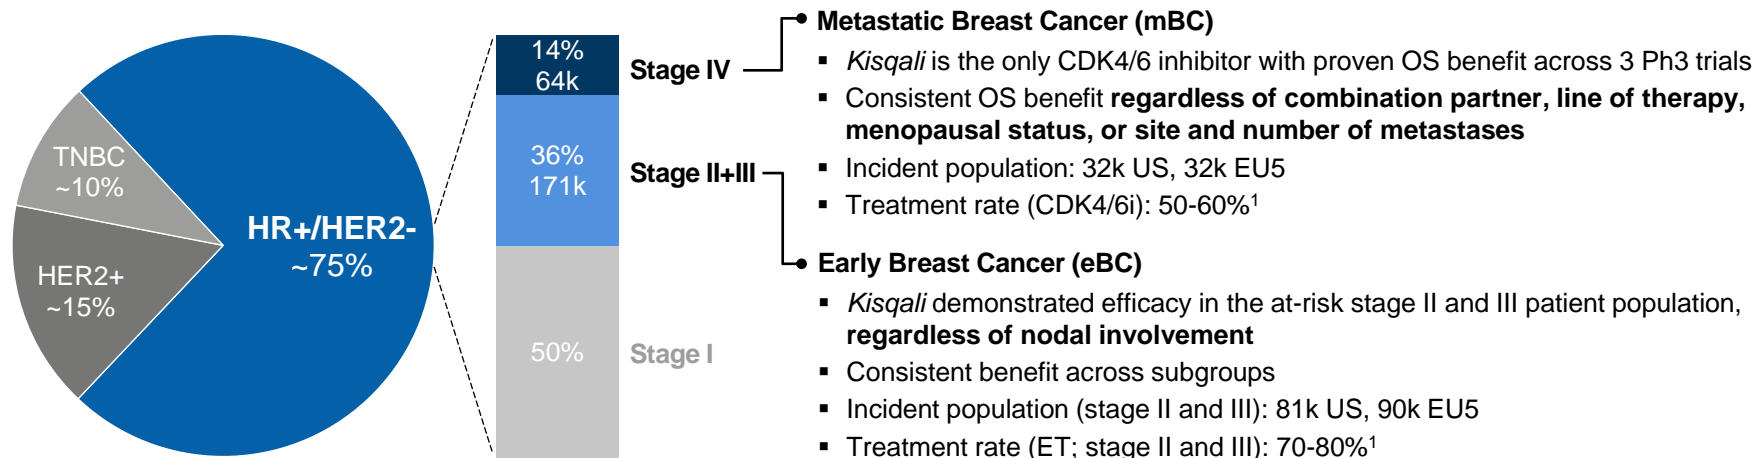 TNBC
~10%
HER2+
~15%
HR+/HER2-
~75%
14%
64k
Stage IV
36%
171k
Stage II+III
50%
Stage I
Metastatic Breast Cancer (mBC)
▪ Kisqali is the only CDK4/6 inhibitor with proven OS benefit across 3 Ph3 trials
▪ Consistent OS benefit regardless of combination partner, line of therapy,
menopausal status, or site and number of metastases
▪ Incident population: 32k US, 32k EU5
▪ Treatment rate (CDK4/6i): 50-60%¹
Early Breast Cancer (eBC)
▪ Kisqali demonstrated efficacy in the at-risk stage II and III patient population,
regardless of nodal involvement
▪ Consistent benefit across subgroups
▪ Incident population (stage II and III): 81k US, 90k EU5
▪ Treatment rate (ET; stage II and III): 70-80%¹